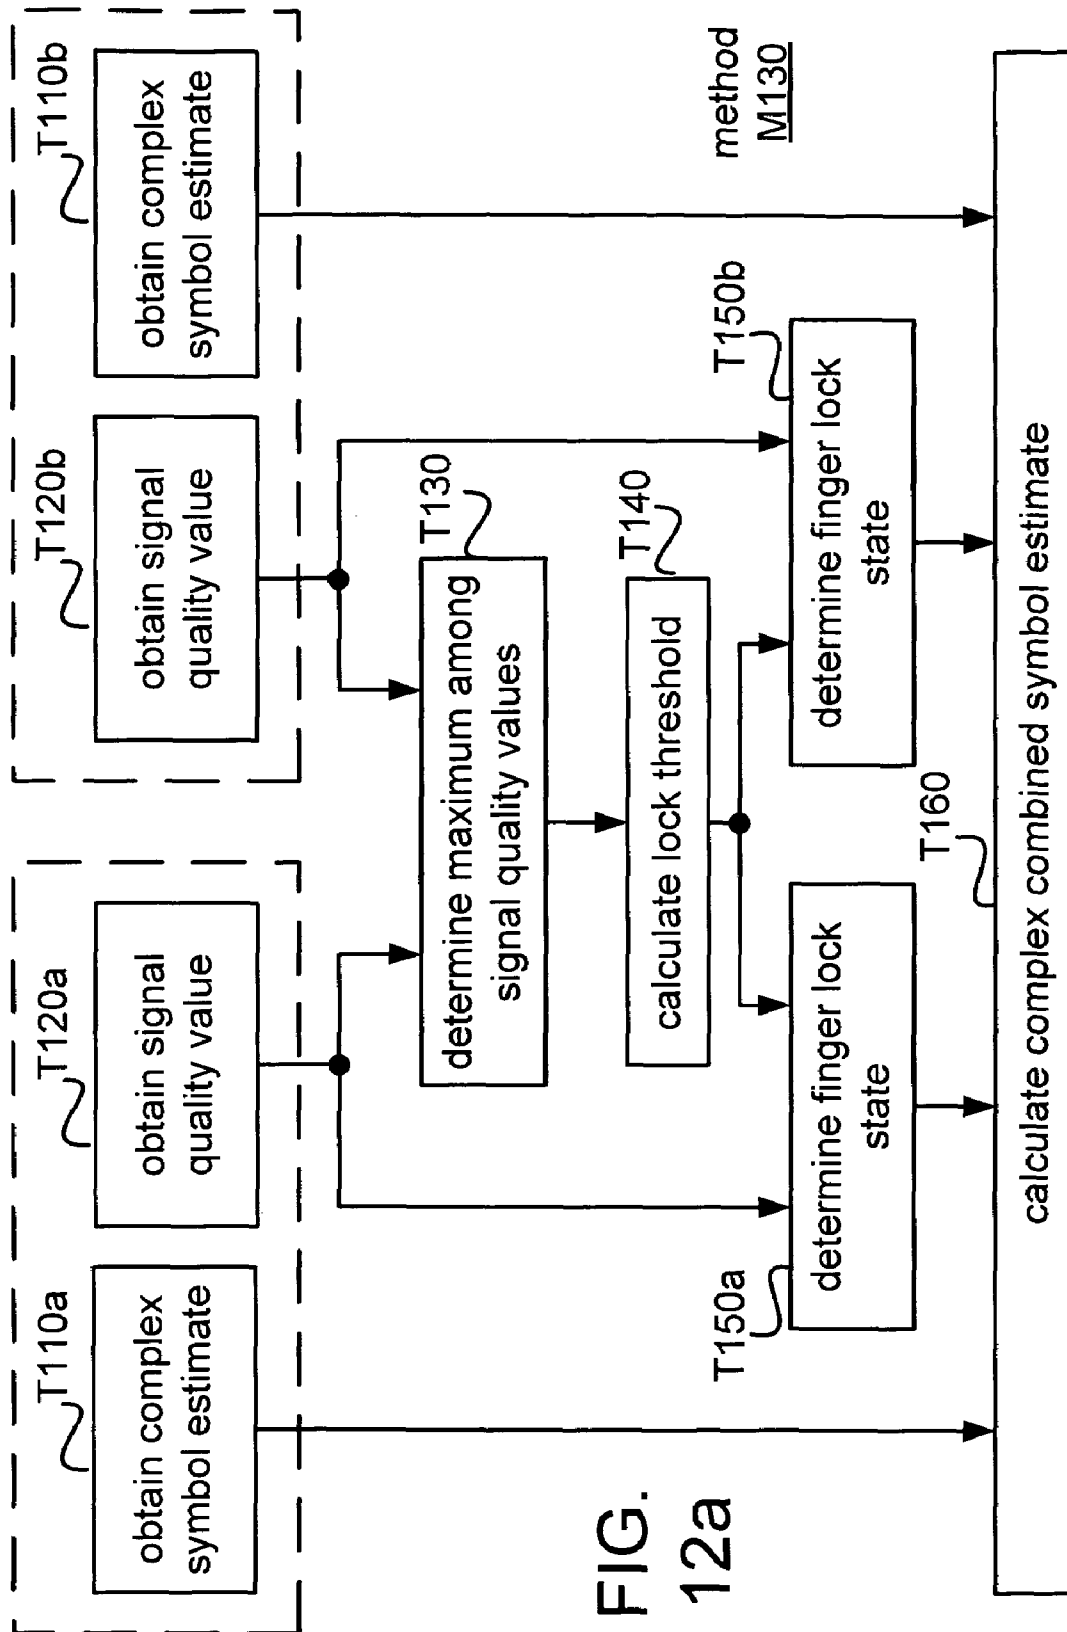 T110a
obtain complex
symbol estimate
T120a
obtain signal
quality value
T120b
obtain signal
quality value
T110b
obtain complex
symbol estimate
T130
determine maximum among
signal quality values
T140
calculate lock threshold
T150a
determine finger lock
state
T150b
determine finger lock
state
FIG.
12a
method
M130
T160
calculate complex combined symbol estimate